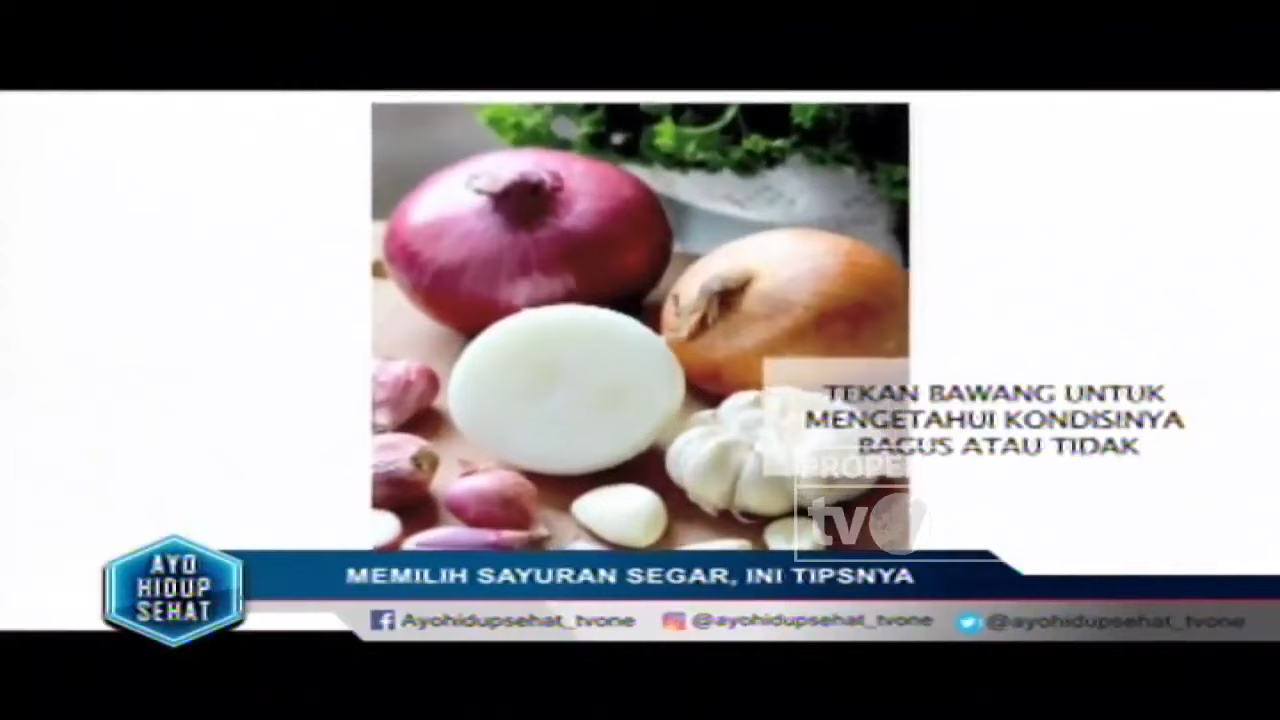 TEKAN BAWANG UNTUK
MENGETAHUI KONDISINYA
BAGUS ATAU TIDAK
PROPE
tv
AYO
HIDUP
SEHAT
MEMILIH SAYURAN SEGAR, INI TIPSNYA
Ayohidupsehat_tvone @ayohidupsehat_tvone @ayohidupsehat_tvone